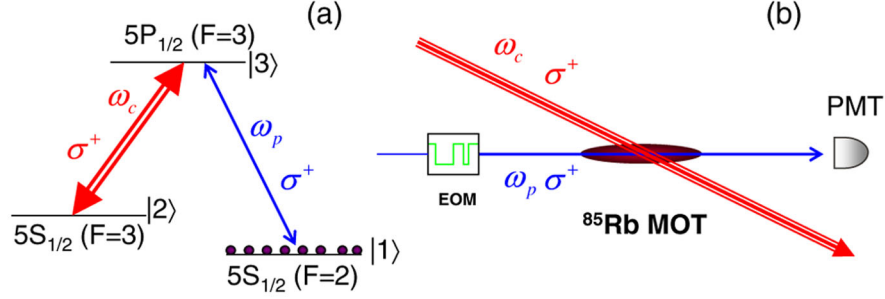 (a)
5P1/2 (F=3)
|3⟩
ωc
σ+
ωp
σ+
|2⟩
5S1/2 (F=3)
|1⟩
5S1/2 (F=2)
(b)
ωc σ+
PMT
EOM
ωp σ+
85Rb MOT